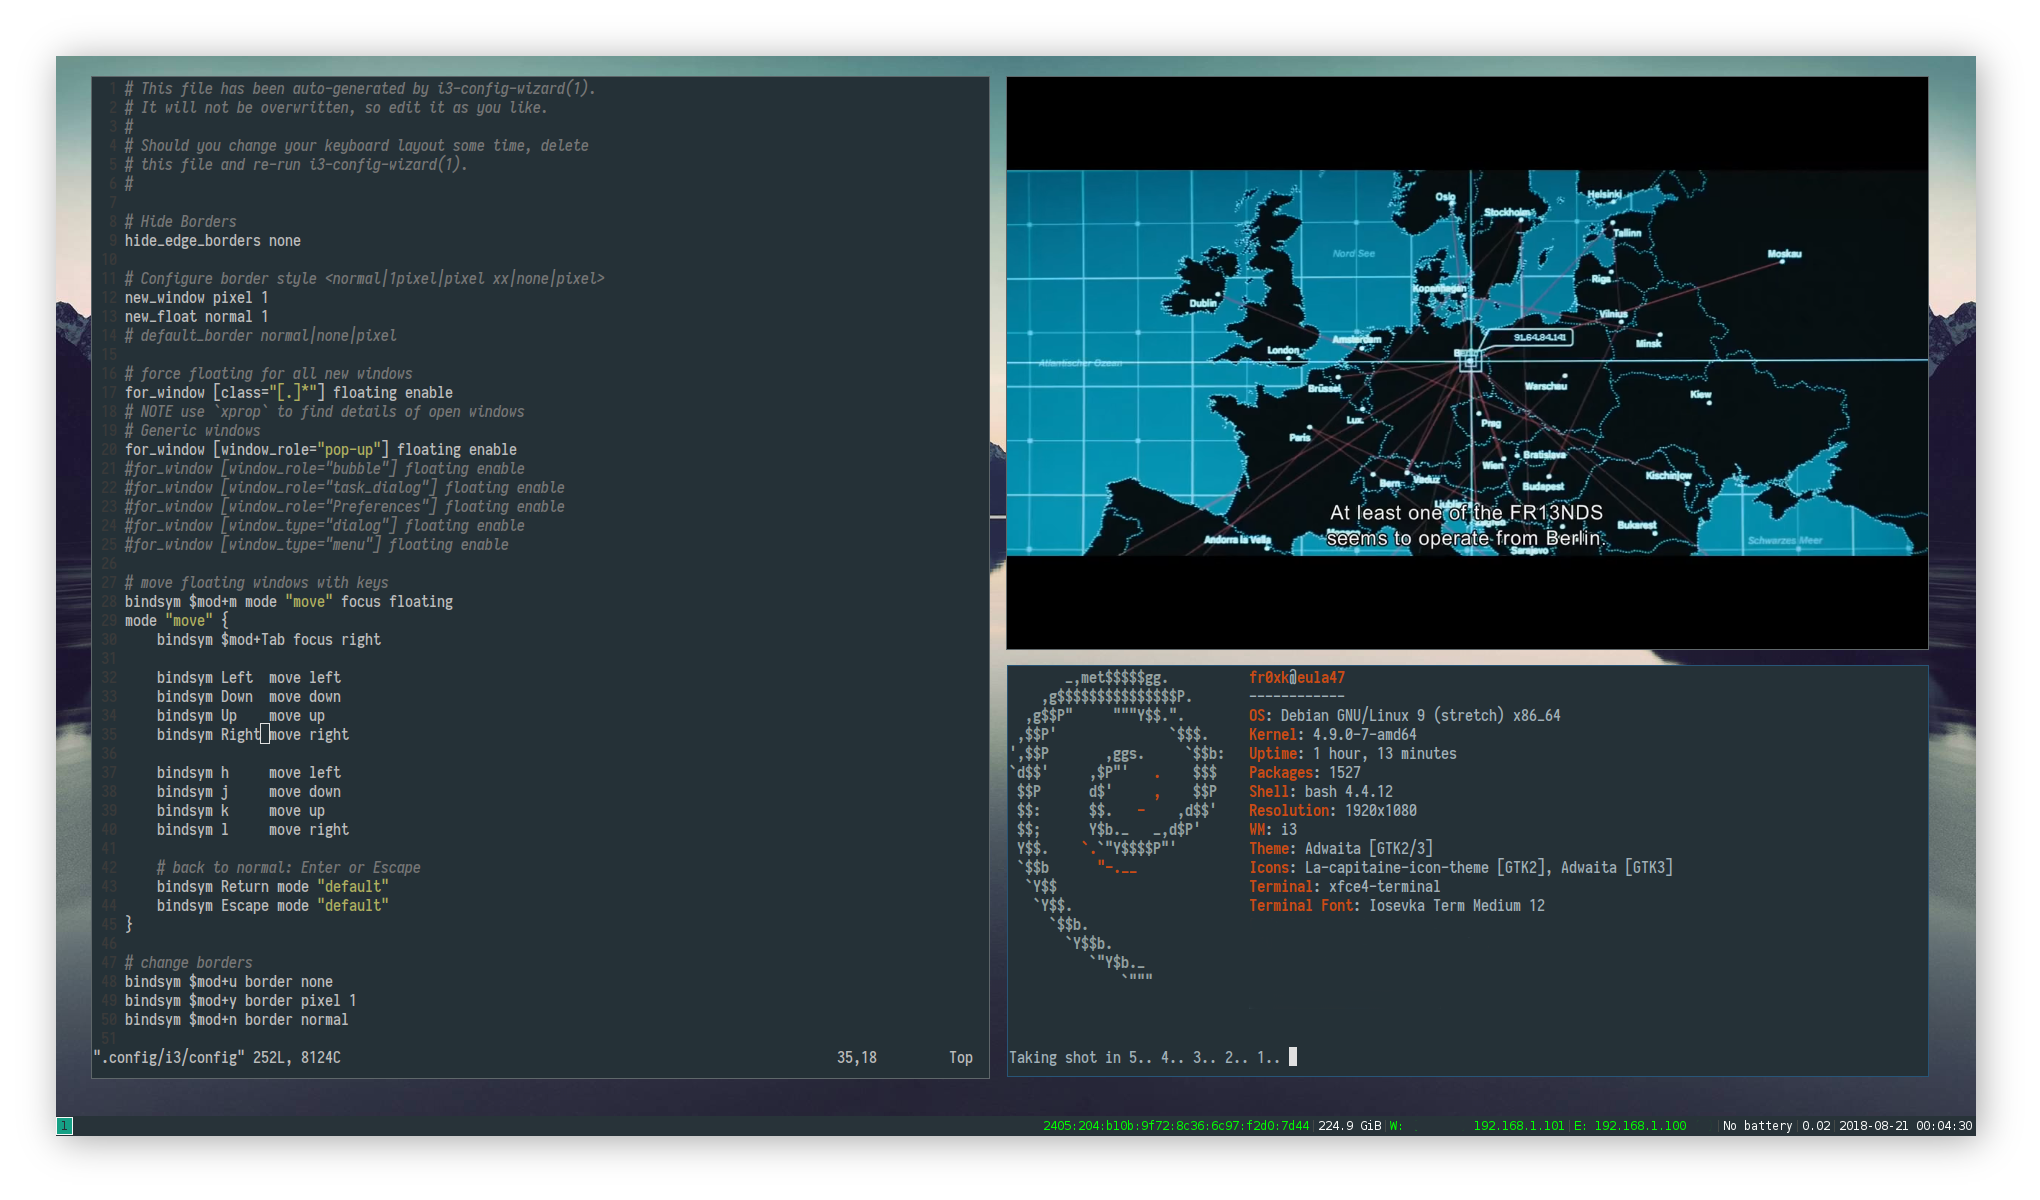 1 # This file has been auto-generated by i3-config-wizard(1).
2 # It will not be overwritten, so edit it as you like.
3 #
4 # Should you change your keyboard layout some time, delete
5 # this file and re-run i3-config-wizard(1).
6 #
7
8 # Hide Borders
9 hide_edge_borders none
10
11 # Configure border style <normal|1pixel|pixel xx|none|pixel>
12 new_window pixel 1
13 new_float normal 1
14 # default_border normal|none|pixel
15
16 # force floating for all new windows
17 for_window [class="[.]*"] floating enable
18 # NOTE use `xprop` to find details of open windows
19 # Generic windows
20 for_window [window_role="pop-up"] floating enable
21 #for_window [window_role="bubble"] floating enable
22 #for_window [window_role="task_dialog"] floating enable
23 #for_window [window_role="Preferences"] floating enable
24 #for_window [window_type="dialog"] floating enable
25 #for_window [window_type="menu"] floating enable
26
27 # move floating windows with keys
28 bindsym $mod+m mode "move" focus floating
29 mode "move" {
30     bindsym $mod+Tab focus right
31
32     bindsym Left  move left
33     bindsym Down  move down
34     bindsym Up    move up
35     bindsym Right move right
36
37     bindsym h     move left
38     bindsym j     move down
39     bindsym k     move up
40     bindsym l     move right
41
42     # back to normal: Enter or Escape
43     bindsym Return mode "default"
44     bindsym Escape mode "default"
45 }
46
47 # change borders
48 bindsym $mod+u border none
49 bindsym $mod+y border pixel 1
50 bindsym $mod+n border normal
51
".config/i3/config" 252L, 8124C 35,18 Top
Oslo
Helsinki
Stockholm
Tallinn
Nord See
Moskau
Riga
Kopenhagen
Dublin
Vilnius
Minsk
Amsterdam
91.64.84.141
London
Berlin
Atlantischer Ozean
Brüssel
Warschau
Kiew
Lux.
Prag
Paris
Wien
Bratislava
Bern
Vaduz
Budapest
Kischinjow
At least one of the FR13NDS
seems to operate from Berlin.
Bukarest
Andorra la Vella
Sarajevo
Schwarzes Meer
fr0xk@eula47
------------
OS: Debian GNU/Linux 9 (stretch) x86_64
Kernel: 4.9.0-7-amd64
Uptime: 1 hour, 13 minutes
Packages: 1527
Shell: bash 4.4.12
Resolution: 1920x1080
WM: i3
Theme: Adwaita [GTK2/3]
Icons: La-capitaine-icon-theme [GTK2], Adwaita [GTK3]
Terminal: xfce4-terminal
Terminal Font: Iosevka Term Medium 12
Taking shot in 5.. 4.. 3.. 2.. 1..
1
2405:204:b10b:9f72:8c36:6c97:f2d0:7d44|224.9 GiB|W: 192.168.1.101|E: 192.168.1.100 |No battery|0.02|2018-08-21 00:04:30